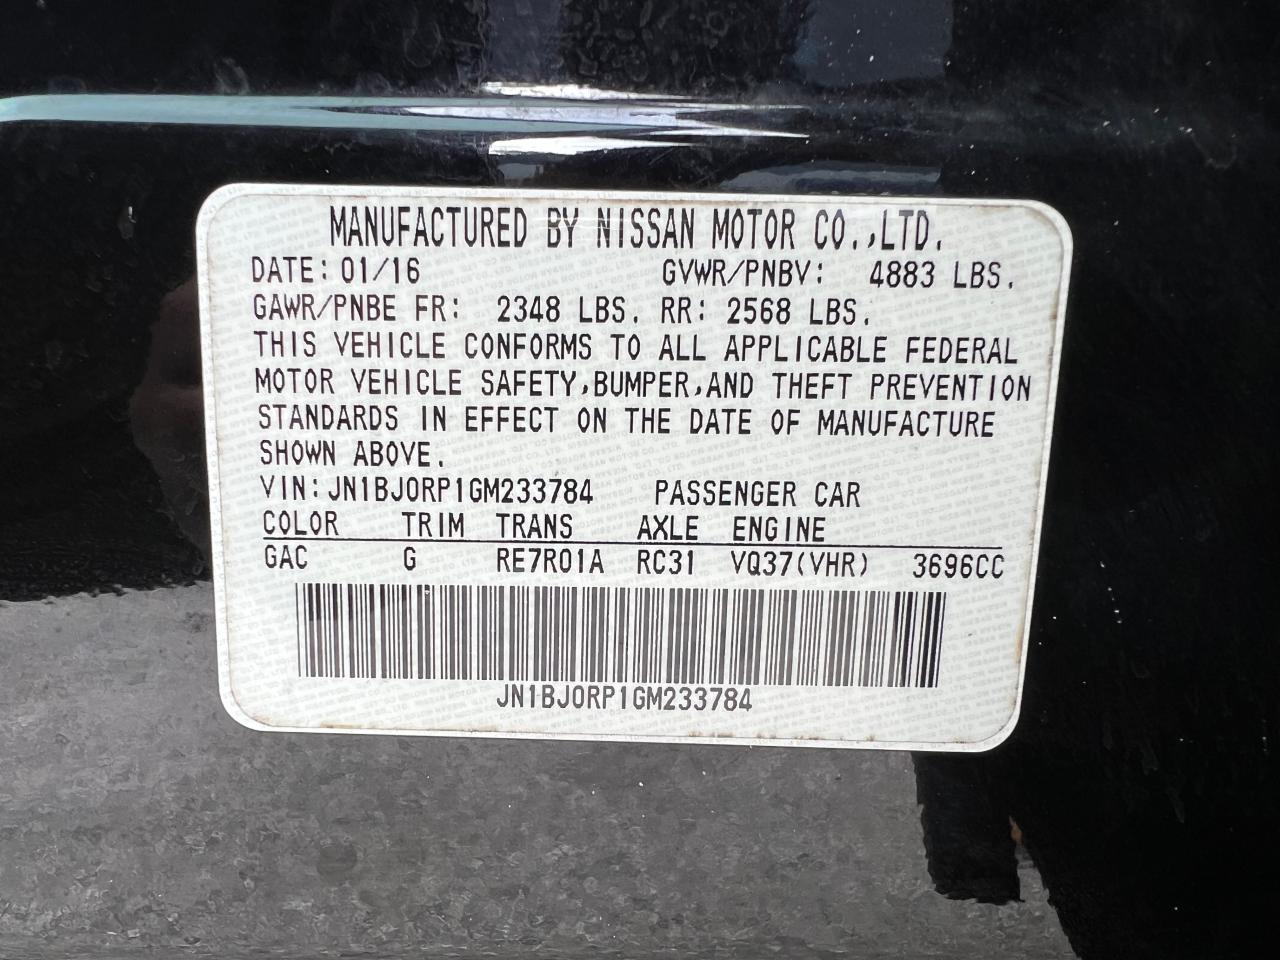 MANUFACTURED BY NISSAN MOTOR CO.,LTD.
DATE: 01/16 GVWR/PNBV: 4883 LBS.
GAWR/PNBE FR: 2348 LBS. RR: 2568 LBS.
THIS VEHICLE CONFORMS TO ALL APPLICABLE FEDERAL
MOTOR VEHICLE SAFETY,BUMPER,AND THEFT PREVENTION
STANDARDS IN EFFECT ON THE DATE OF MANUFACTURE
SHOWN ABOVE.
VIN: JN1BJ0RP1GM233784 PASSENGER CAR
COLOR TRIM TRANS AXLE ENGINE
GAC G RE7R01A RC31 VQ37(VHR) 3696CC
JN1BJ0RP1GM233784